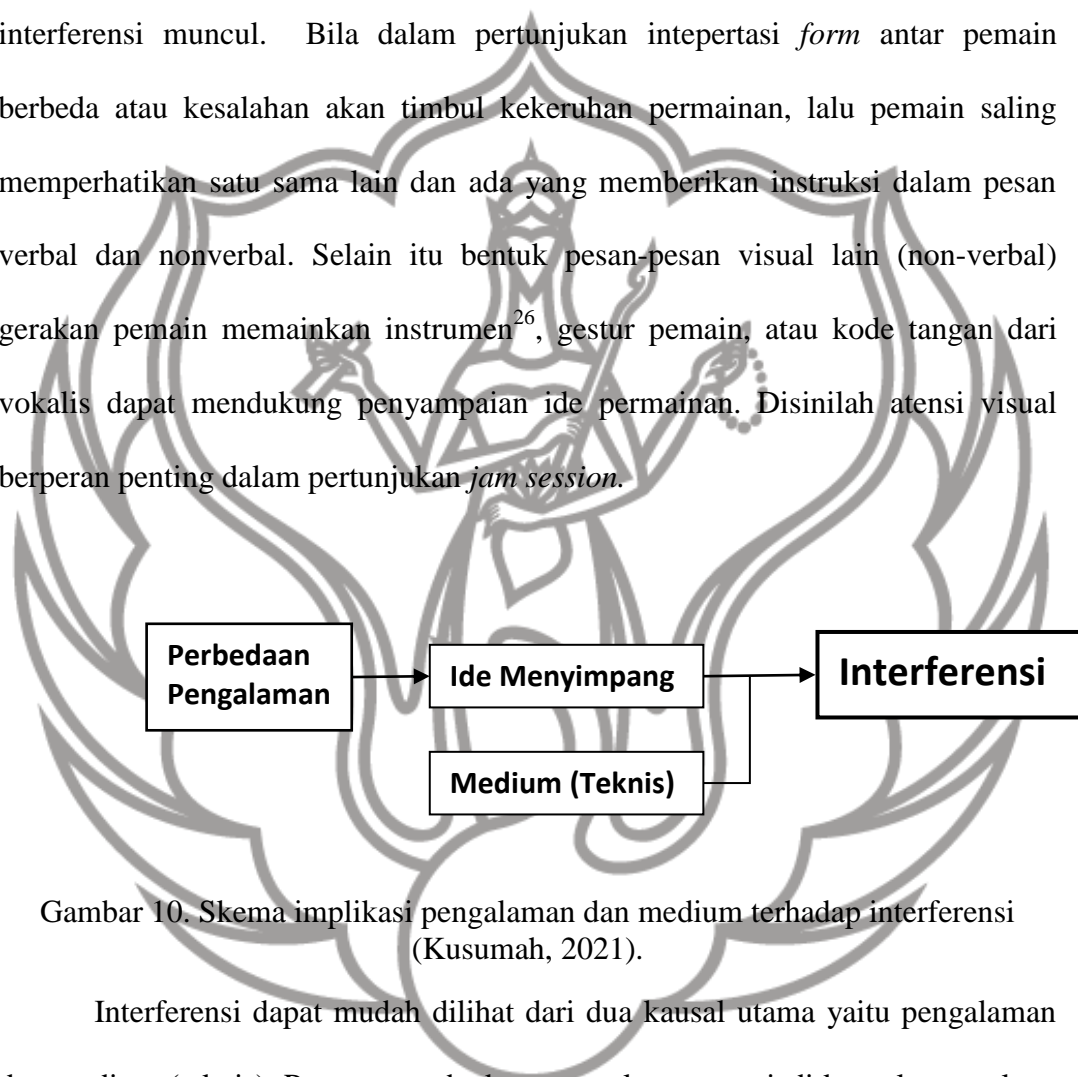 interferensi muncul. Bila dalam pertunjukan intepertasi form antar pemain
berbeda atau kesalahan akan timbul kekeruhan permainan, lalu pemain saling
memperhatikan satu sama lain dan ada yang memberikan instruksi dalam pesan
verbal dan nonverbal. Selain itu bentuk pesan-pesan visual lain (non-verbal)
gerakan pemain memainkan instrumen26, gestur pemain, atau kode tangan dari
vokalis dapat mendukung penyampaian ide permainan. Disinilah atensi visual
berperan penting dalam pertunjukan jam session.
Perbedaan
Pengalaman
Ide Menyimpang
Interferensi
Medium (Teknis)
Gambar 10. Skema implikasi pengalaman dan medium terhadap interferensi
(Kusumah, 2021).
Interferensi dapat mudah dilihat dari dua kausal utama yaitu pengalaman